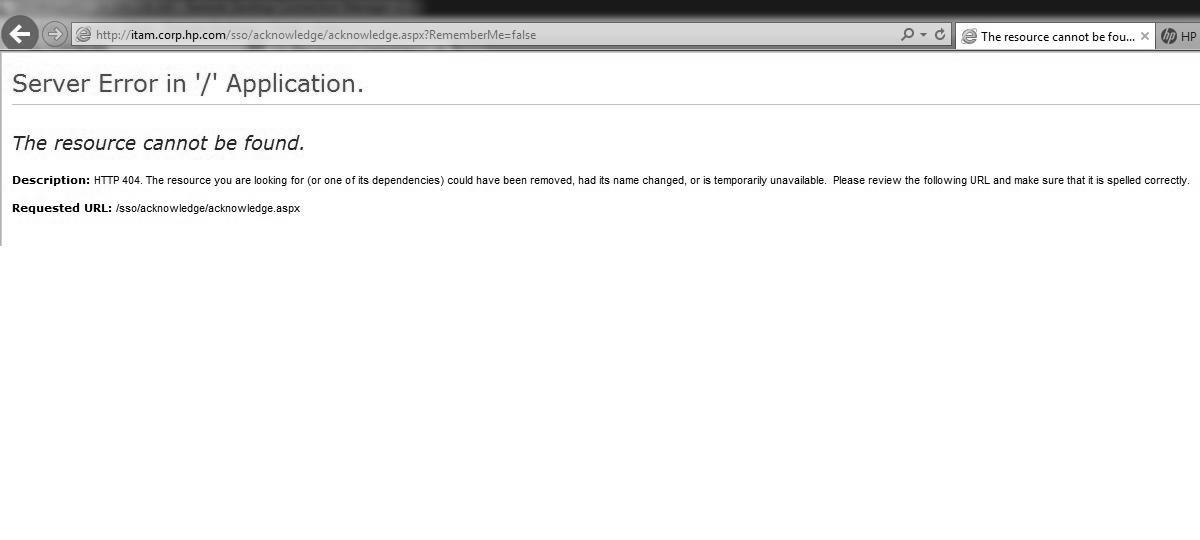 http://itam.corp.hp.com/sso/acknowledge/acknowledge.aspx?RememberMe=false
The resource cannot be fou...
hp HP
Server Error in '/' Application.
The resource cannot be found.
Description: HTTP 404. The resource you are looking for (or one of its dependencies) could have been removed, had its name changed, or is temporarily unavailable.  Please review the following URL and make sure that it is spelled correctly.
Requested URL: /sso/acknowledge/acknowledge.aspx